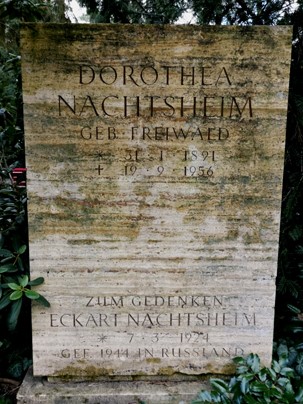 DOROTHEA
NACHTSHEIM
GEB · FREIWALD
* 31 · 1 · 1891
+ 19 · 9 · 1956
ZUM GEDENKEN
ECKART NACHTSHEIM
* 7 · 3 · 1924
GEF · 1944 IN RUSSLAND